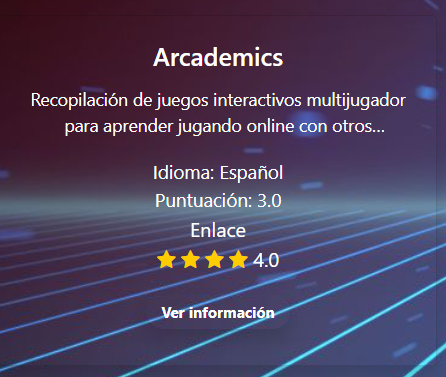 Arcademics
Recopilación de juegos interactivos multijugador
para aprender jugando online con otros...
Idioma: Español
Puntuación: 3.0
Enlace
4.0
Ver información